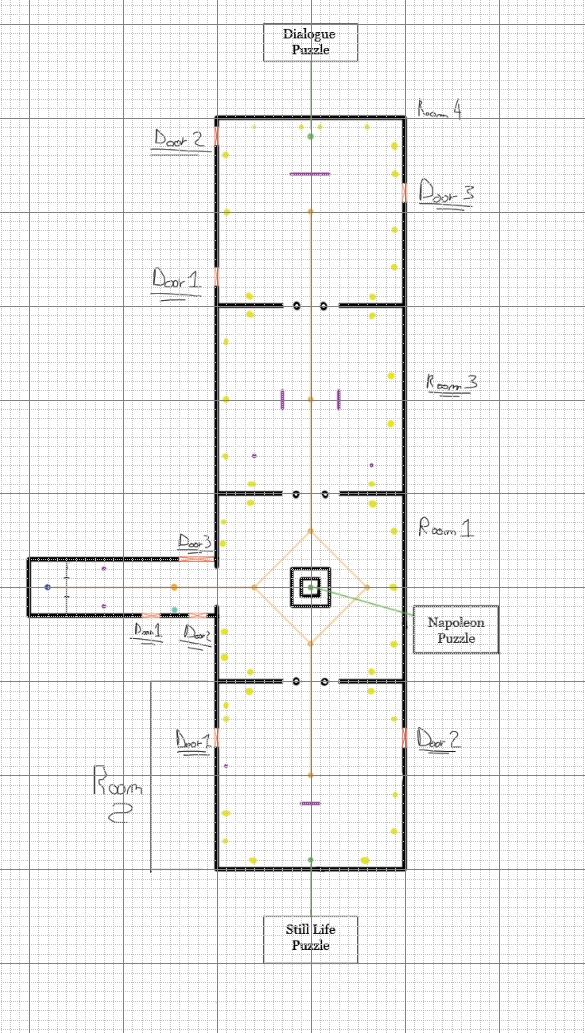 Dialogue
Puzzle
Room 4
Door 2
Door 3
Door 1
Room 3
Room 1
Door 3
Door 1
Door 2
Napoleon
Puzzle
Door 1
Door 2
Room
2
Still Life
Puzzle